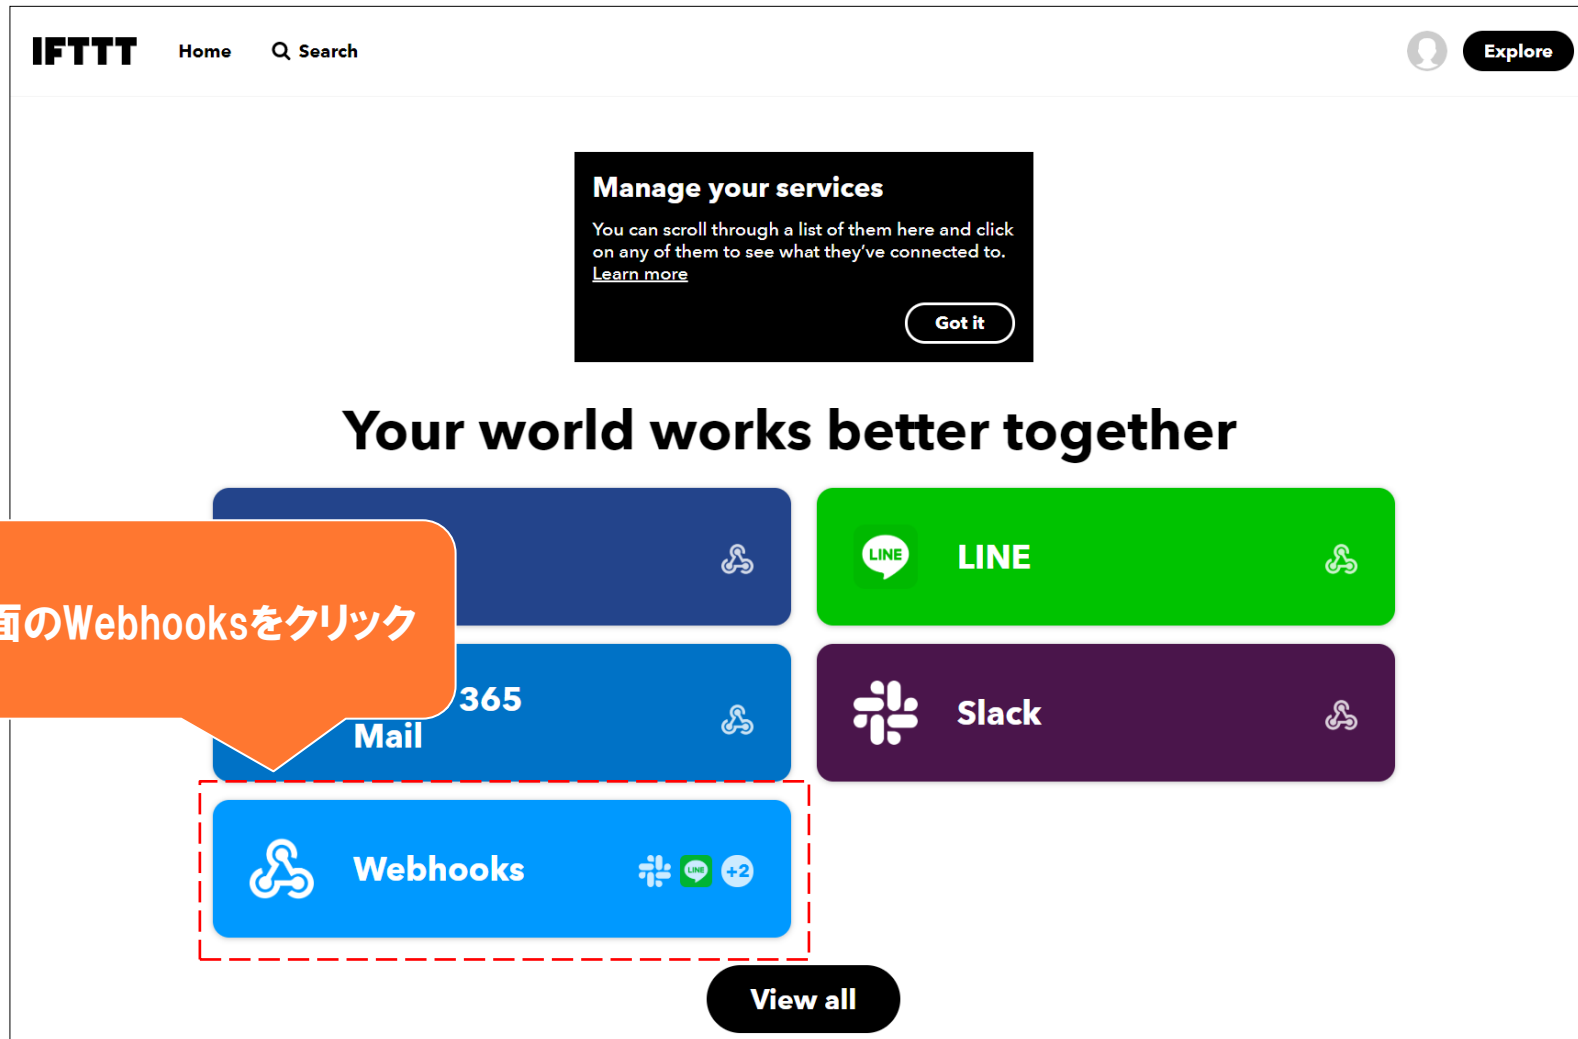 IFTTT Home Search Explore
Manage your services
You can scroll through a list of them here and click
on any of them to see what they've connected to.
Learn more
Got it
Your world works better together
LINE LINE
面のWebhooksをクリック
365
Mail
Slack
Webhooks LINE +2
View all